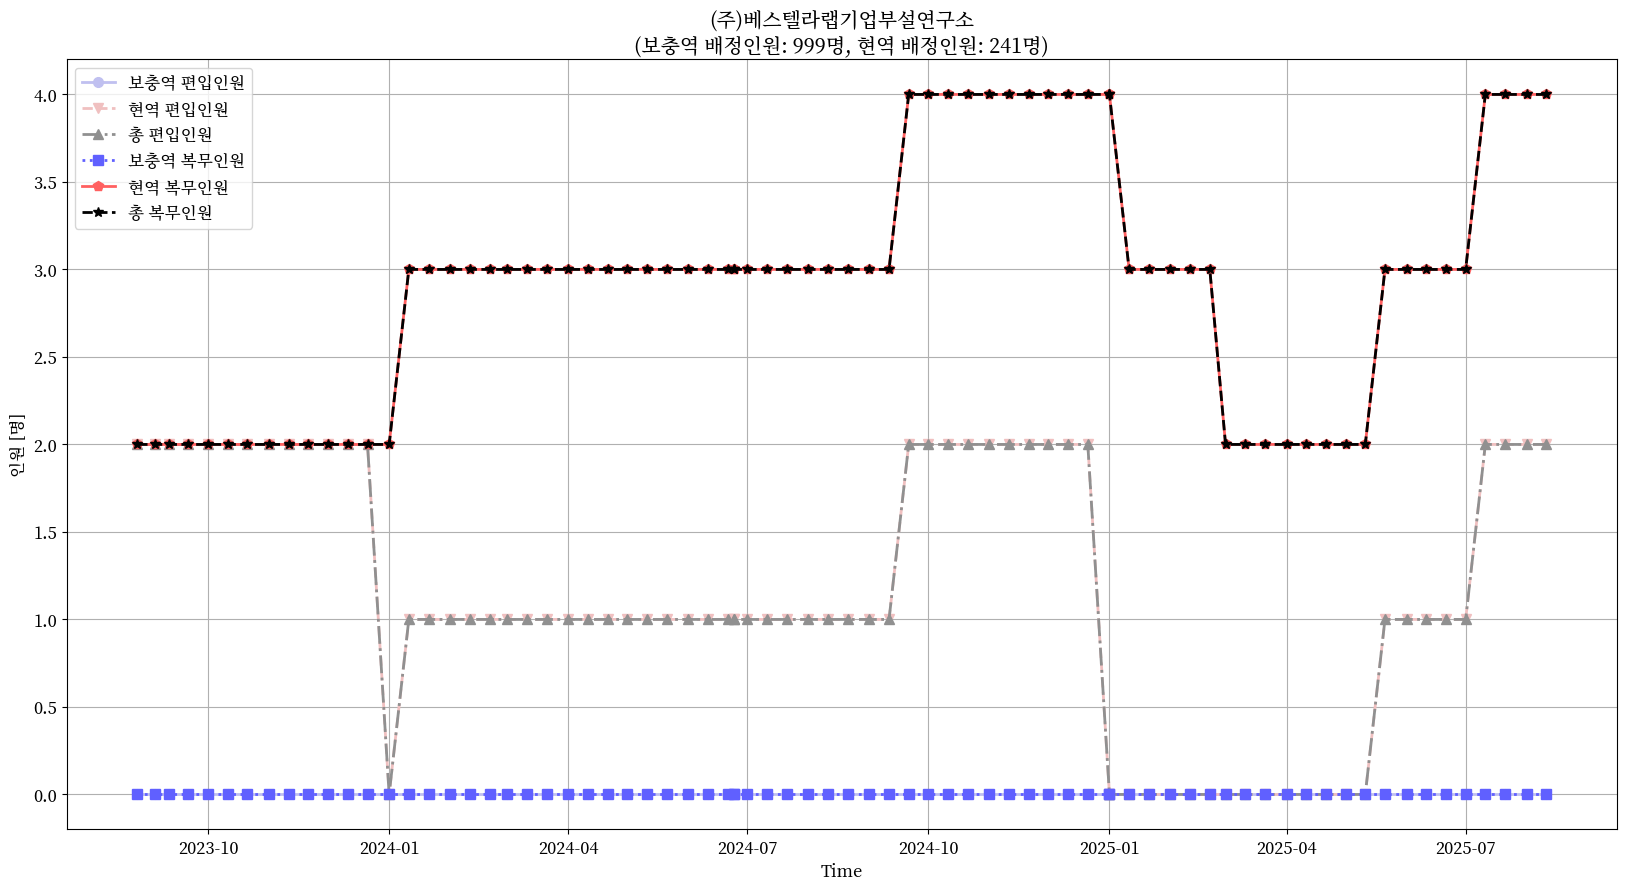 (주)베스텔라랩기업부설연구소
(보충역 배정인원: 999명, 현역 배정인원: 241명)
보충역 편입인원
현역 편입인원
총 편입인원
보충역 복무인원
현역 복무인원
총 복무인원
인원 [명]
4.0
3.5
3.0
2.5
2.0
1.5
1.0
0.5
0.0
2023-10
2024-01
2024-04
2024-07
2024-10
2025-01
2025-04
2025-07
Time